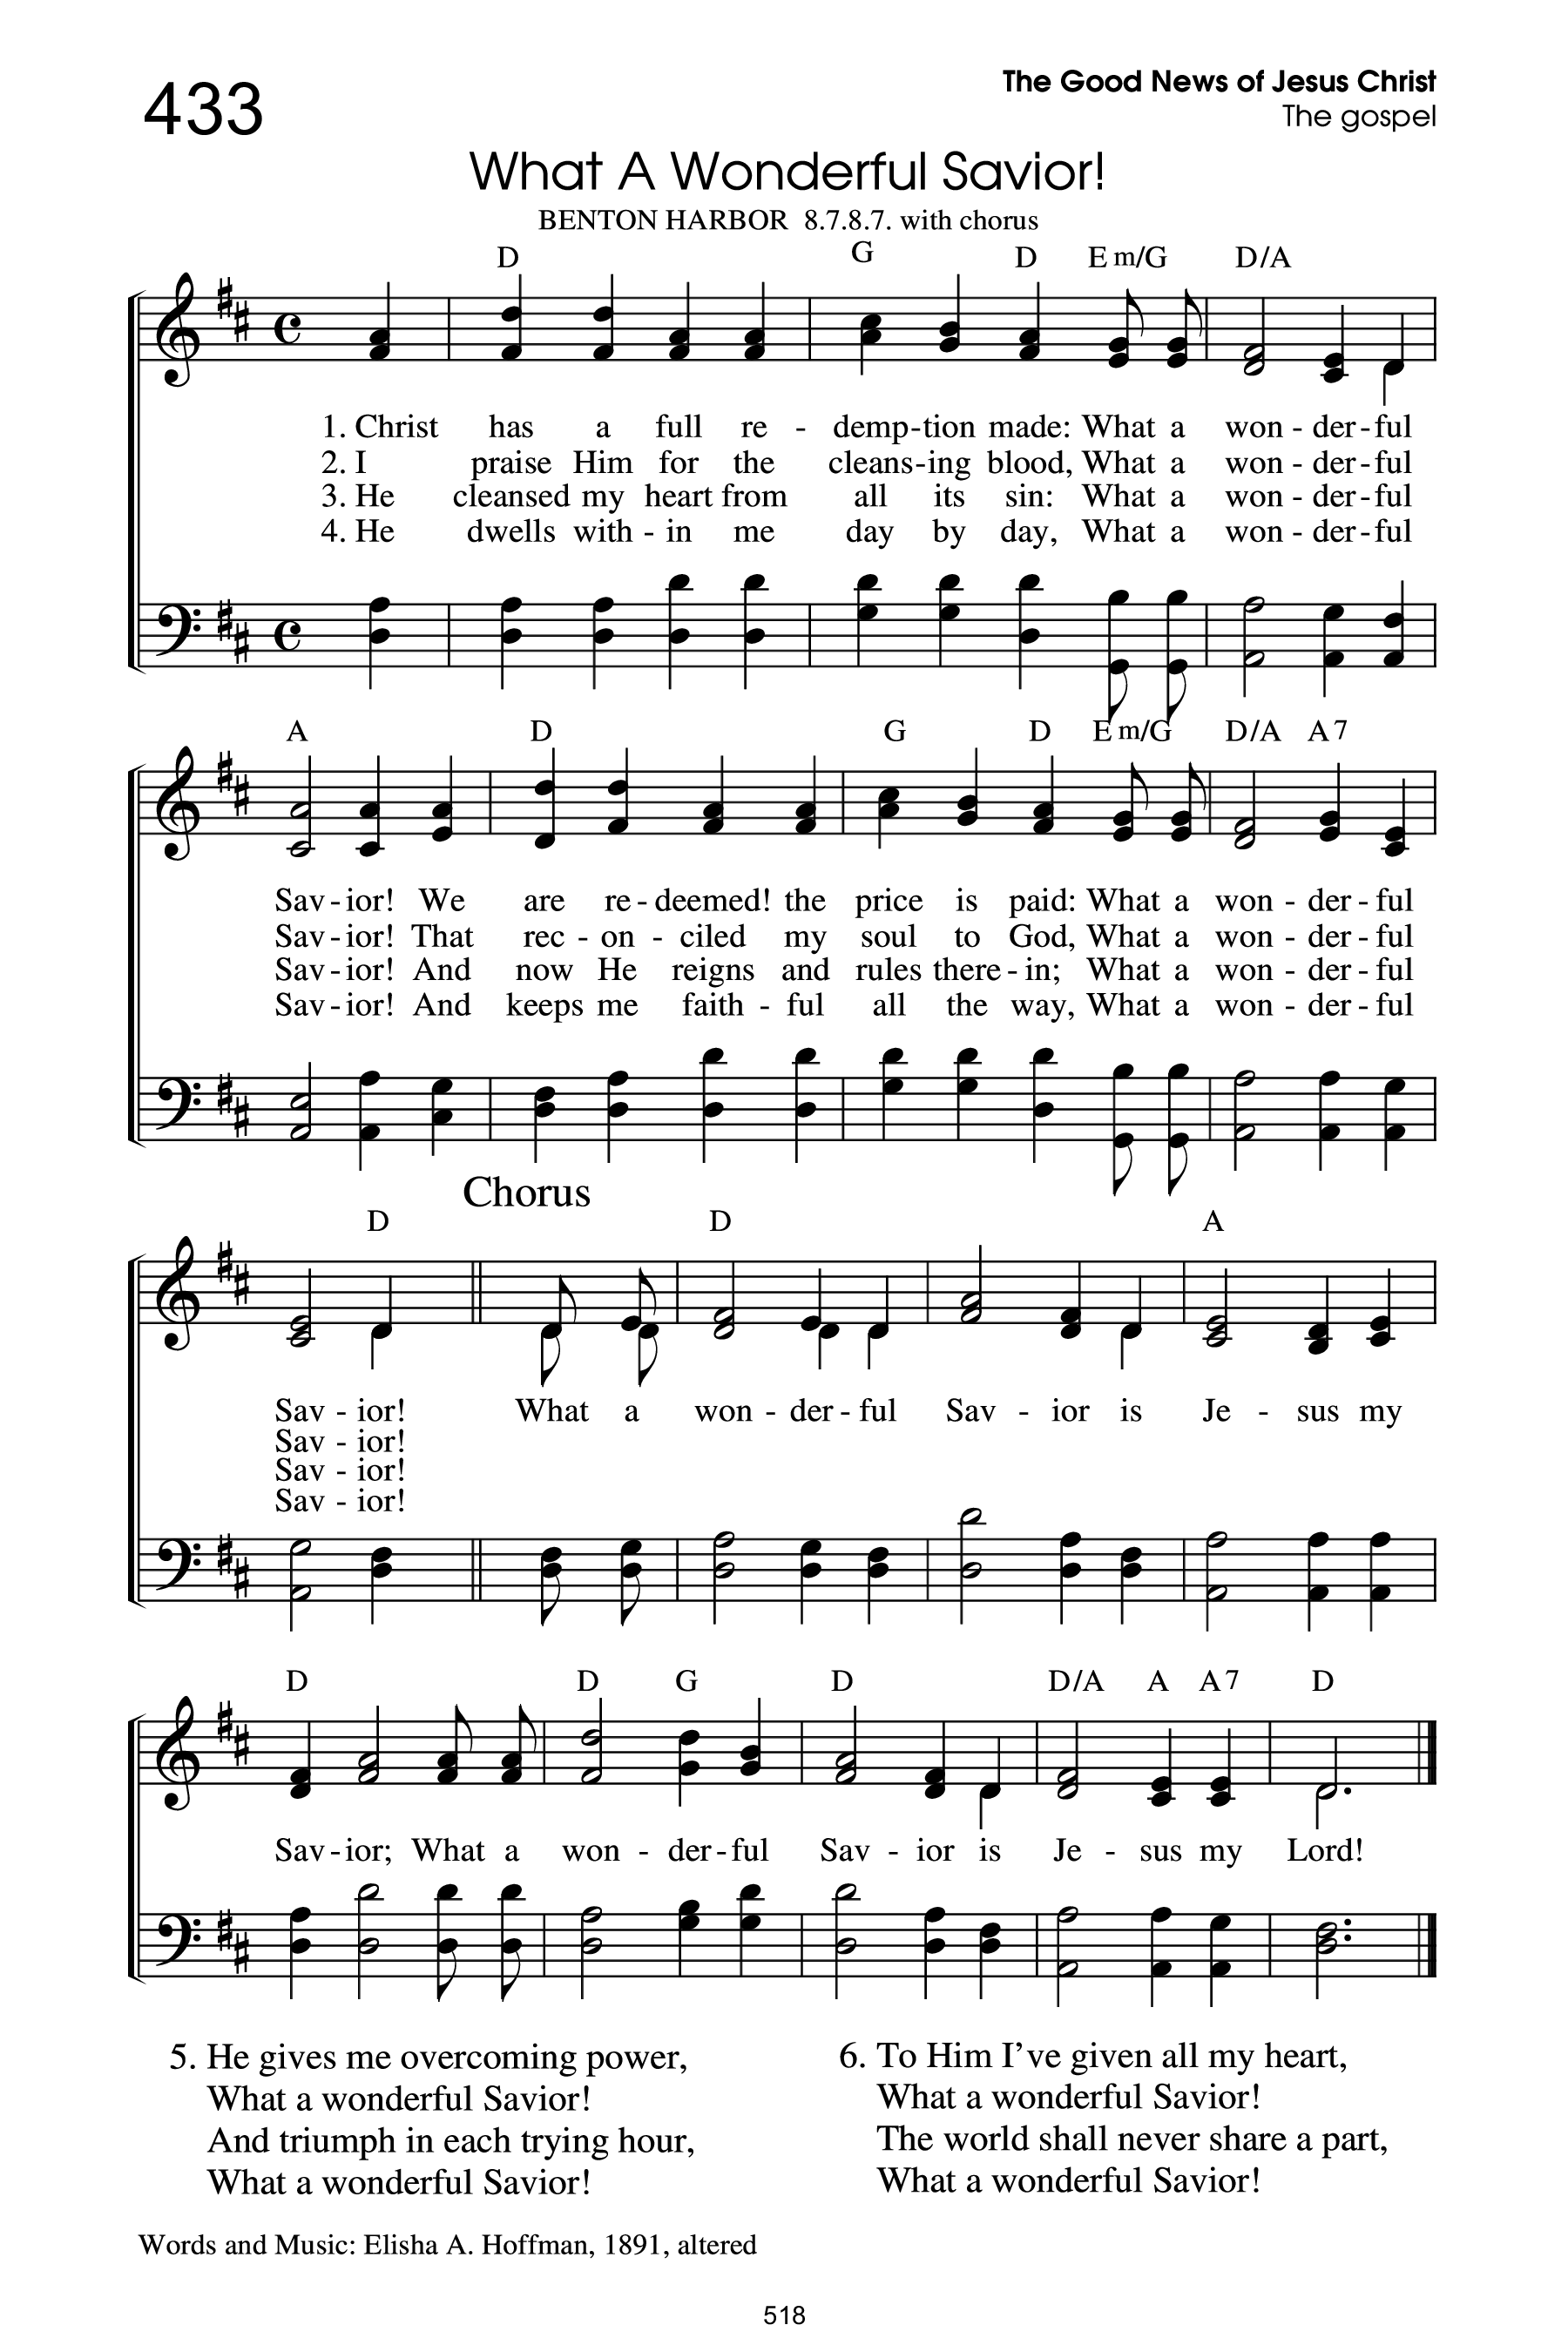 433
The Good News of Jesus Christ
The gospel
What A Wonderful Savior!
BENTON HARBOR 8.7.8.7. with chorus
D G D Em/G D/A
1. Christ has a full re - demp - tion made: What a won - der - ful
2. I praise Him for the cleans - ing blood, What a won - der - ful
3. He cleansed my heart from all its sin: What a won - der - ful
4. He dwells with - in me day by day, What a won - der - ful
A D G D Em/G D/A A7
Sav - ior! We are re - deemed! the price is paid: What a won - der - ful
Sav - ior! That rec - on - ciled my soul to God, What a won - der - ful
Sav - ior! And now He reigns and rules there - in; What a won - der - ful
Sav - ior! And keeps me faith - ful all the way, What a won - der - ful
Chorus
D D A
Sav - ior! What a won - der - ful Sav - ior is Je - sus my
Sav - ior!
Sav - ior!
Sav - ior!
D D G D D/A A A7 D
Sav - ior; What a won - der - ful Sav - ior is Je - sus my Lord!
5. He gives me overcoming power,
What a wonderful Savior!
And triumph in each trying hour,
What a wonderful Savior!
6. To Him I've given all my heart,
What a wonderful Savior!
The world shall never share a part,
What a wonderful Savior!
Words and Music: Elisha A. Hoffman, 1891, altered
518